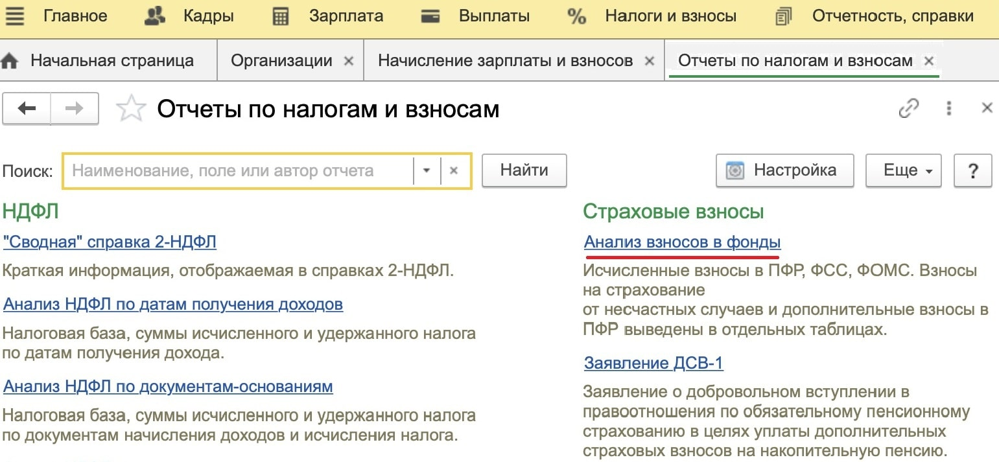 Главное Кадры Зарплата Выплаты % Налоги и взносы Отчетность, справки
Начальная страница Организации × Начисление зарплаты и взносов × Отчеты по налогам и взносам ×
Отчеты по налогам и взносам
Поиск: Наименование, поле или автор отчета × Найти Настройка Еще ?
НДФЛ
"Сводная" справка 2-НДФЛ
Краткая информация, отображаемая в справках 2-НДФЛ.
Анализ НДФЛ по датам получения доходов
Налоговая база, суммы исчисленного и удержанного налога
по датам получения дохода.
Анализ НДФЛ по документам-основаниям
Налоговая база, суммы исчисленного и удержанного налога
по документам начисления доходов и исчисления налога.
Страховые взносы
Анализ взносов в фонды
Исчисленные взносы в ПФР, ФСС, ФОМС. Взносы
на страхование
от несчастных случаев и дополнительные взносы в
ПФР выведены в отдельных таблицах.
Заявление ДСВ-1
Заявление о добровольном вступлении в
правоотношения по обязательному пенсионному
страхованию в целях уплаты дополнительных
страховых взносов на накопительную пенсию.